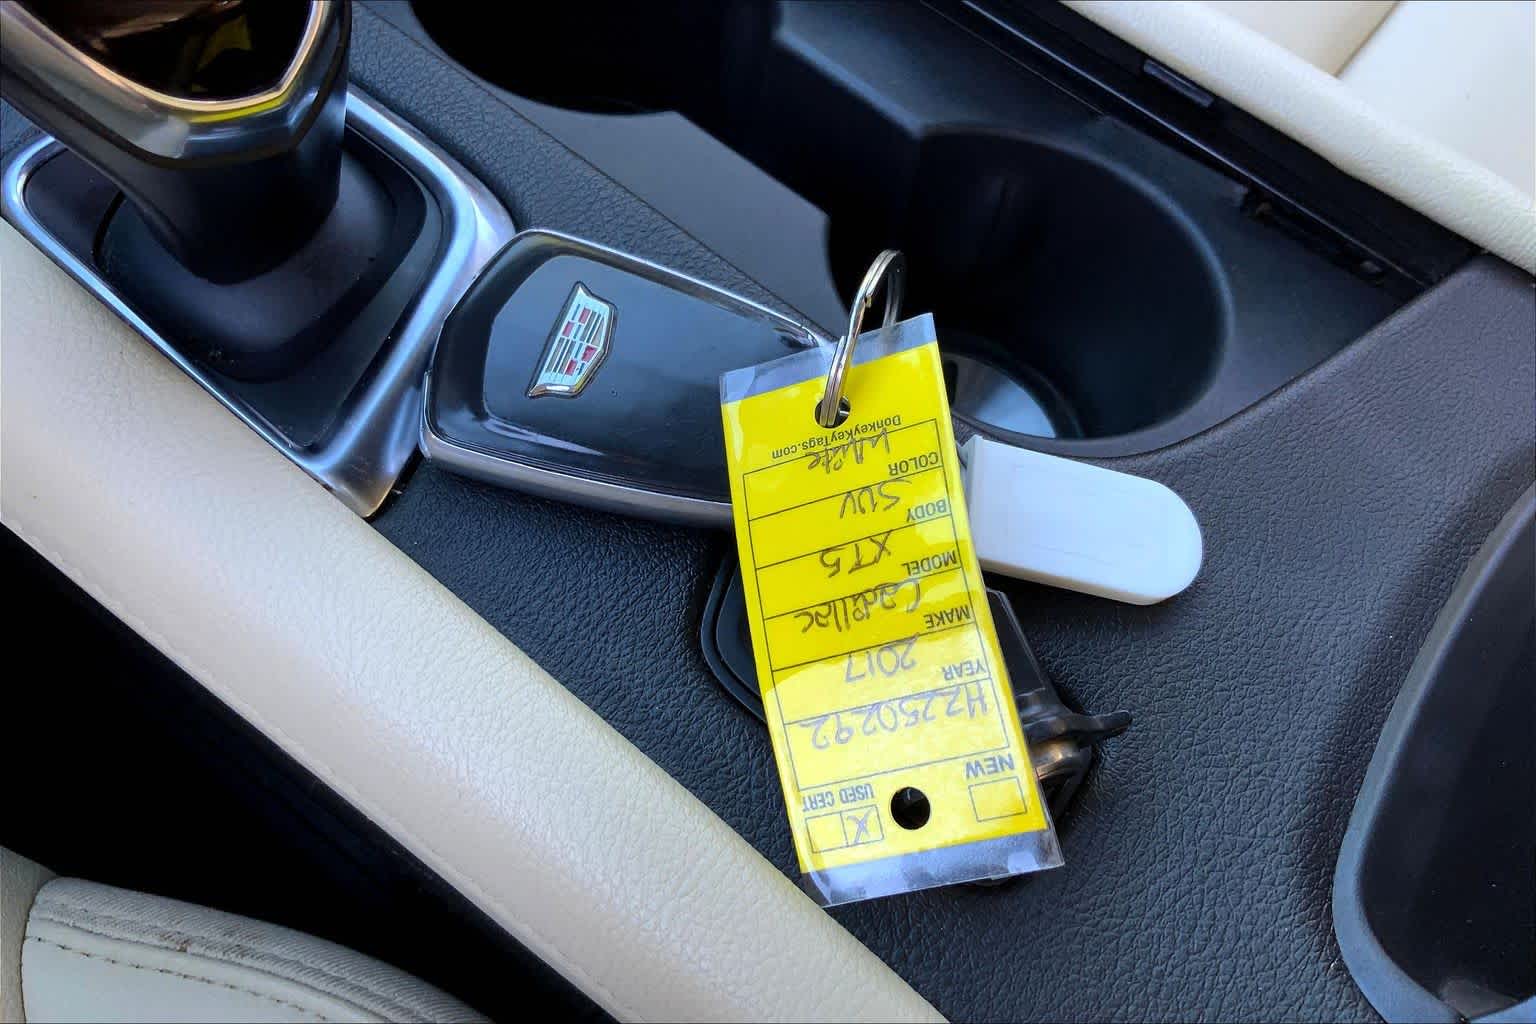 X
NEW USED CERT
HZ250292
YEAR
2017
MAKE
Cadillac
MODEL
XT5
BODY
SUV
COLOR
White
DonkeyKeyTags.com